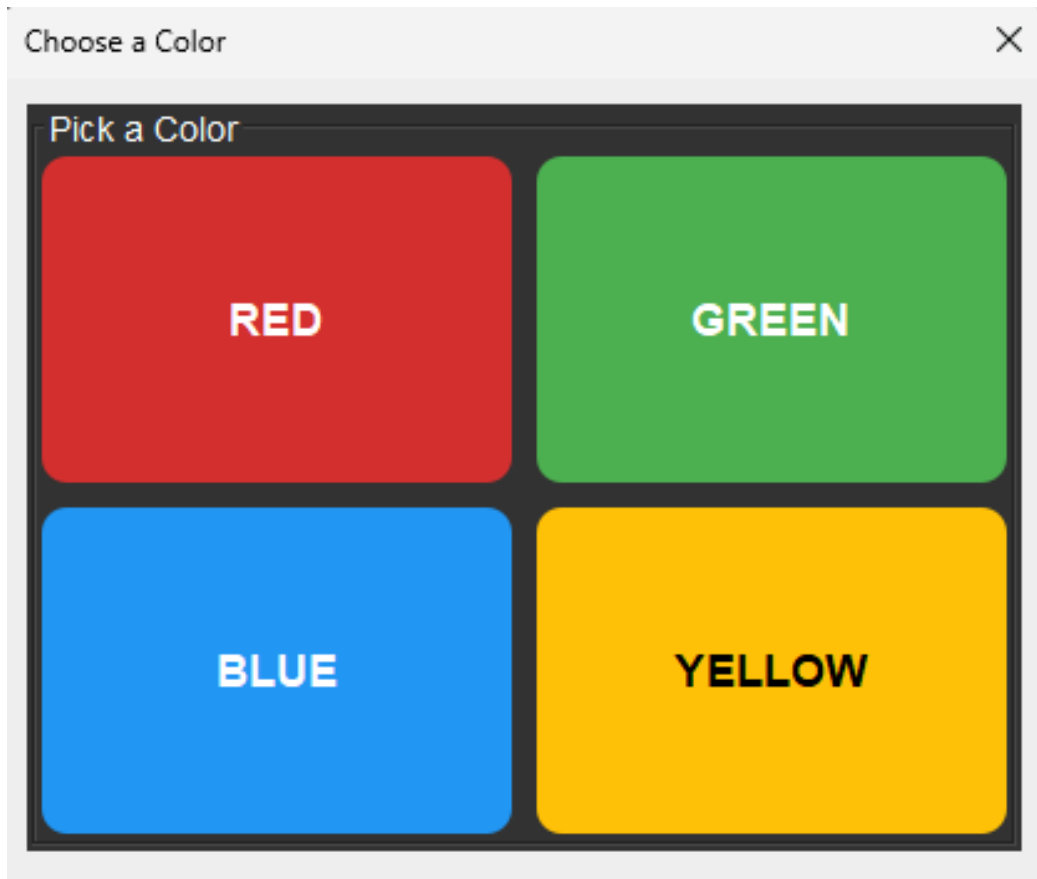 Choose a Color
Pick a Color
RED
GREEN
BLUE
YELLOW